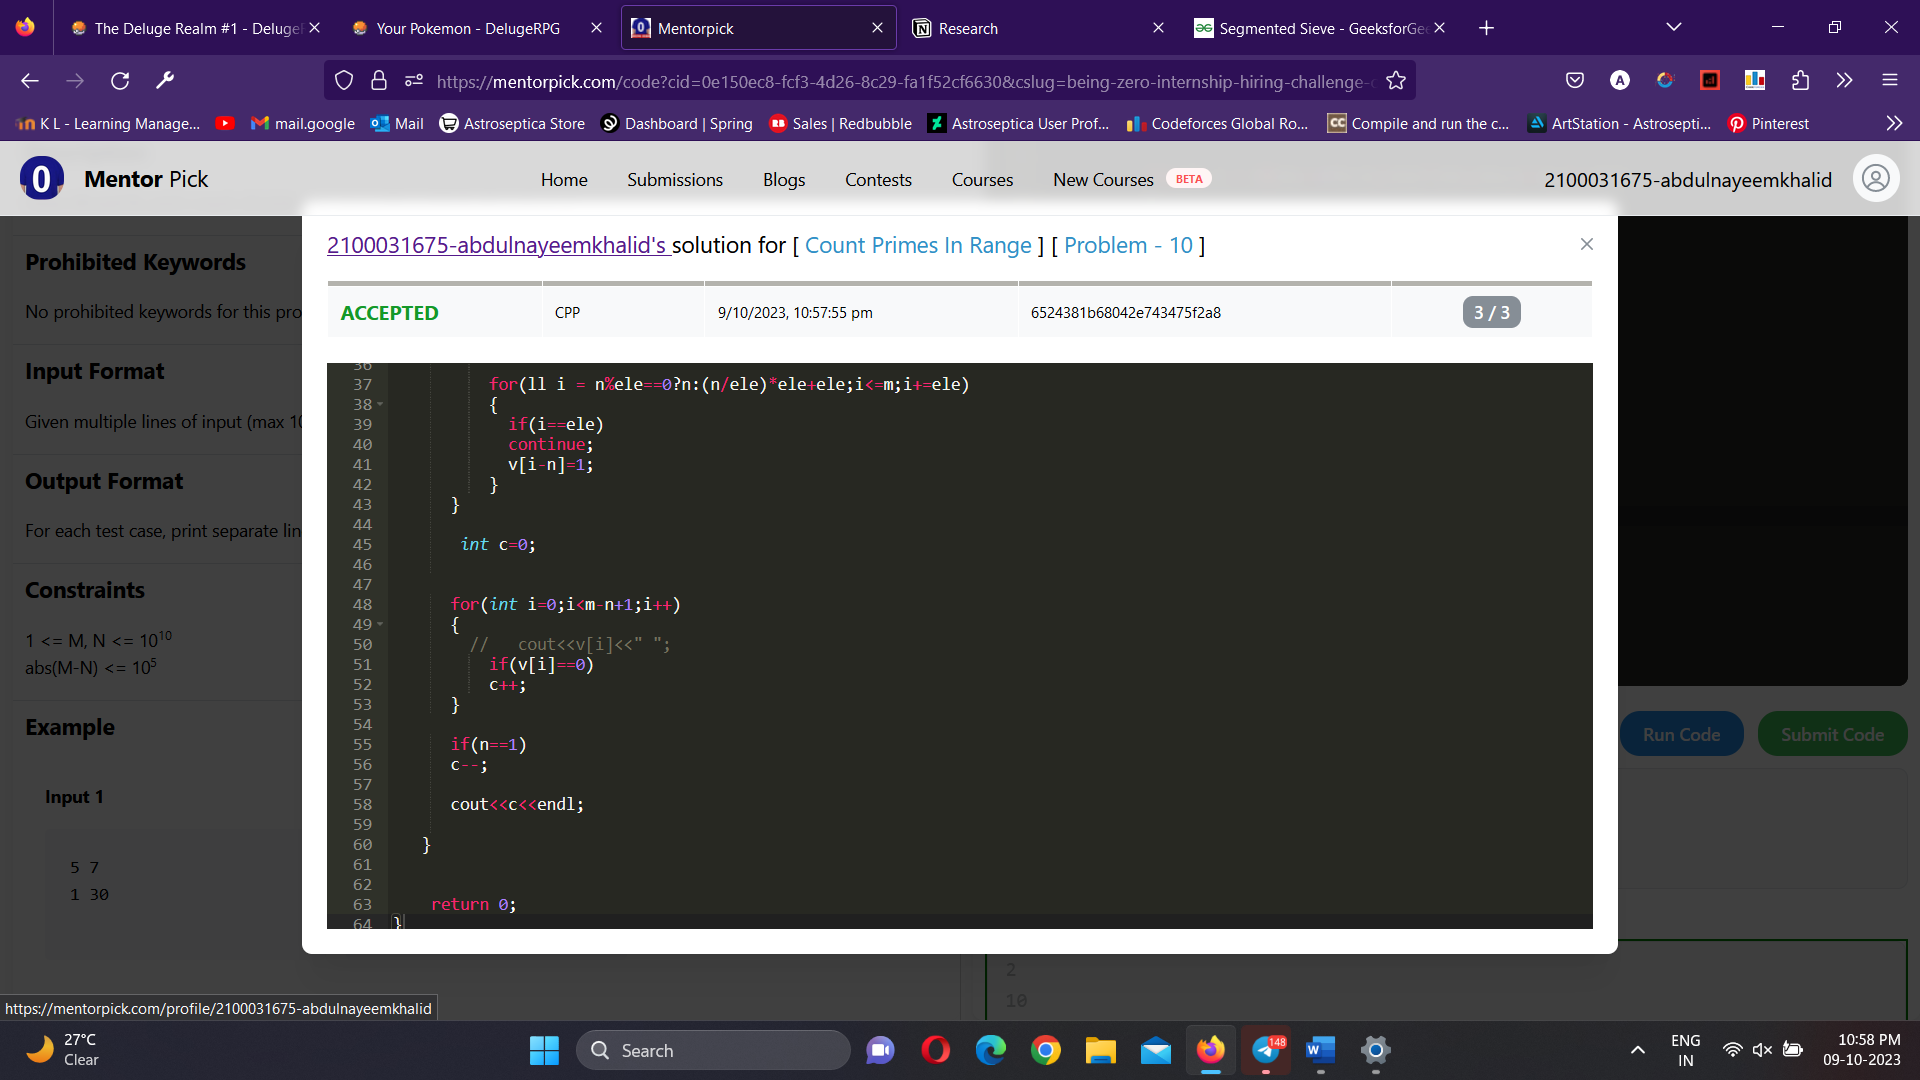 The Deluge Realm #1 - Deluge
Your Pokemon - DelugeRPG
Mentorpick
Research
Segmented Sieve - GeeksforGe
https://mentorpick.com/code?cid=0e150ec8-fcf3-4d26-8c29-fa1f52cf6630&cslug=being-zero-internship-hiring-challenge-
K L - Learning Manage...
mail.google
Mail
Astroseptica Store
Dashboard | Spring
Sales | Redbubble
Astroseptica User Prof...
Codeforces Global Ro...
Compile and run the c...
ArtStation - Astrosepti...
Pinterest
0 Mentor Pick
Home
Submissions
Blogs
Contests
Courses
New Courses BETA
2100031675-abdulnayeemkhalid
2100031675-abdulnayeemkhalid's solution for [ Count Primes In Range ] [ Problem - 10 ]
ACCEPTED
CPP
9/10/2023, 10:57:55 pm
6524381b68042e743475f2a8
3 / 3
Prohibited Keywords
No prohibited keywords for this pro
Input Format
Given multiple lines of input (max 10
Output Format
For each test case, print separate lin
Constraints
1 <= M, N <= 10^10
abs(M-N) <= 10^5
Example
Input 1
5 7
1 30
36
37 for(ll i = n%ele==0?n:(n/ele)*ele+ele;i<=m;i+=ele)
38 {
39 if(i==ele)
40 continue;
41 v[i-n]=1;
42 }
43 }
44
45 int c=0;
46
47
48 for(int i=0;i<m-n+1;i++)
49 {
50 // cout<<v[i]<<" ";
51 if(v[i]==0)
52 c++;
53 }
54
55 if(n==1)
56 c--;
57
58 cout<<c<<endl;
59
60 }
61
62
63 return 0;
64 }
Run Code
Submit Code
2
10
https://mentorpick.com/profile/2100031675-abdulnayeemkhalid
27°C
Clear
Search
148
ENG
IN
10:58 PM
09-10-2023